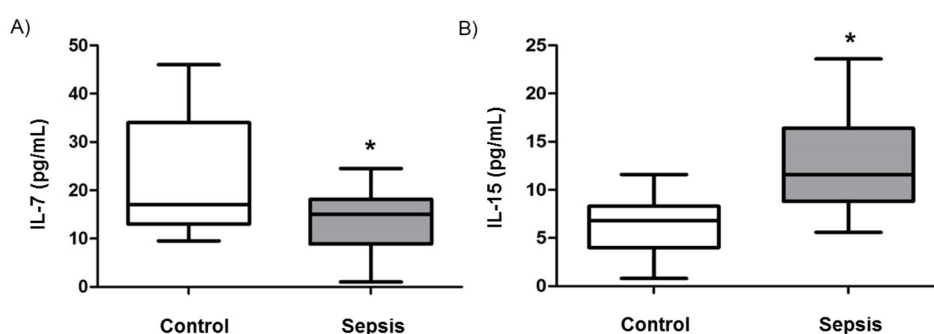 A)
IL-7 (pg/mL)
50
40
30
20
10
0
*
Control Sepsis
B)
IL-15 (pg/mL)
25
20
15
10
5
0
*
Control Sepsis